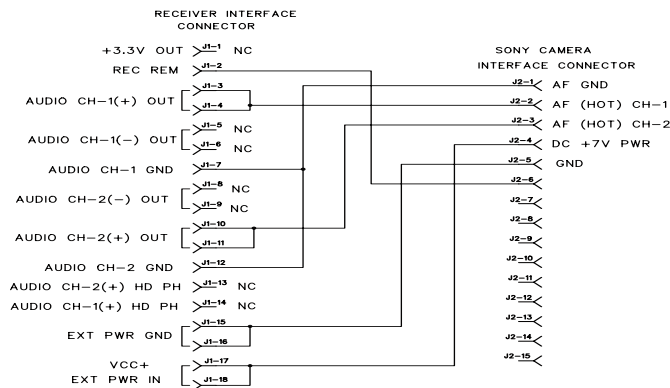 RECEIVER INTERFACE
CONNECTOR
+3.3V OUT J1-1 NC
REC REM J1-2
J1-3
AUDIO CH-1(+) OUT
J1-4
J1-5 NC
AUDIO CH-1(-) OUT
J1-6 NC
AUDIO CH-1 GND J1-7
J1-8 NC
AUDIO CH-2(-) OUT
J1-9 NC
J1-10
AUDIO CH-2(+) OUT
J1-11
AUDIO CH-2 GND J1-12
AUDIO CH-2(+) HD PH J1-13 NC
AUDIO CH-1(+) HD PH J1-14 NC
J1-15
EXT PWR GND
J1-16
VCC+ J1-17
EXT PWR IN J1-18
SONY CAMERA
INTERFACE CONNECTOR
J2-1 AF GND
J2-2 AF (HOT) CH-1
J2-3 AF (HOT) CH-2
J2-4 DC +7V PWR
J2-5 GND
J2-6
J2-7
J2-8
J2-9
J2-10
J2-11
J2-12
J2-13
J2-14
J2-15